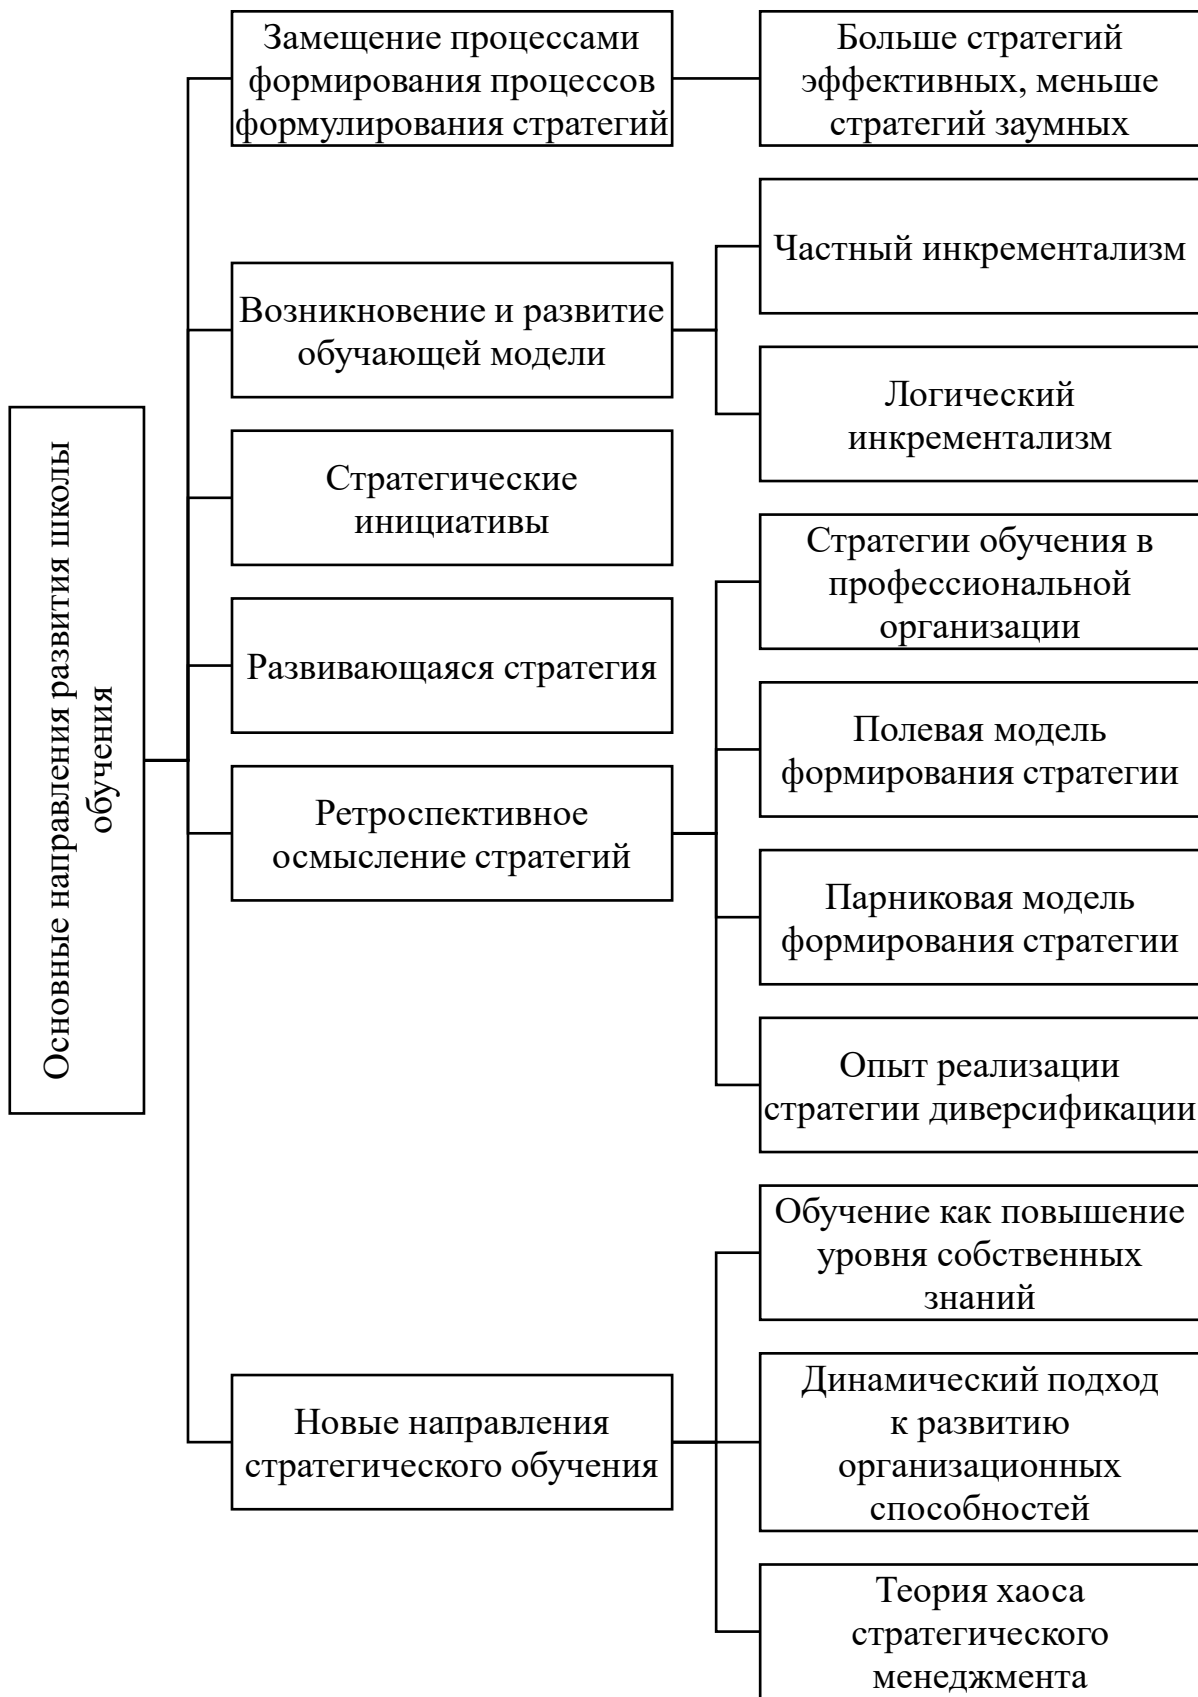 Основные направления развития школы
обучения
Замещение процессами
формирования процессов
формулирования стратегий
Больше стратегий
эффективных, меньше
стратегий заумных
Возникновение и развитие
обучающей модели
Частный инкрементализм
Логический
инкрементализм
Стратегические
инициативы
Развивающаяся стратегия
Ретроспективное
осмысление стратегий
Стратегии обучения в
профессиональной
организации
Полевая модель
формирования стратегии
Парниковая модель
формирования стратегии
Опыт реализации
стратегии диверсификации
Новые направления
стратегического обучения
Обучение как повышение
уровня собственных
знаний
Динамический подход
к развитию
организационных
способностей
Теория хаоса
стратегического
менеджмента